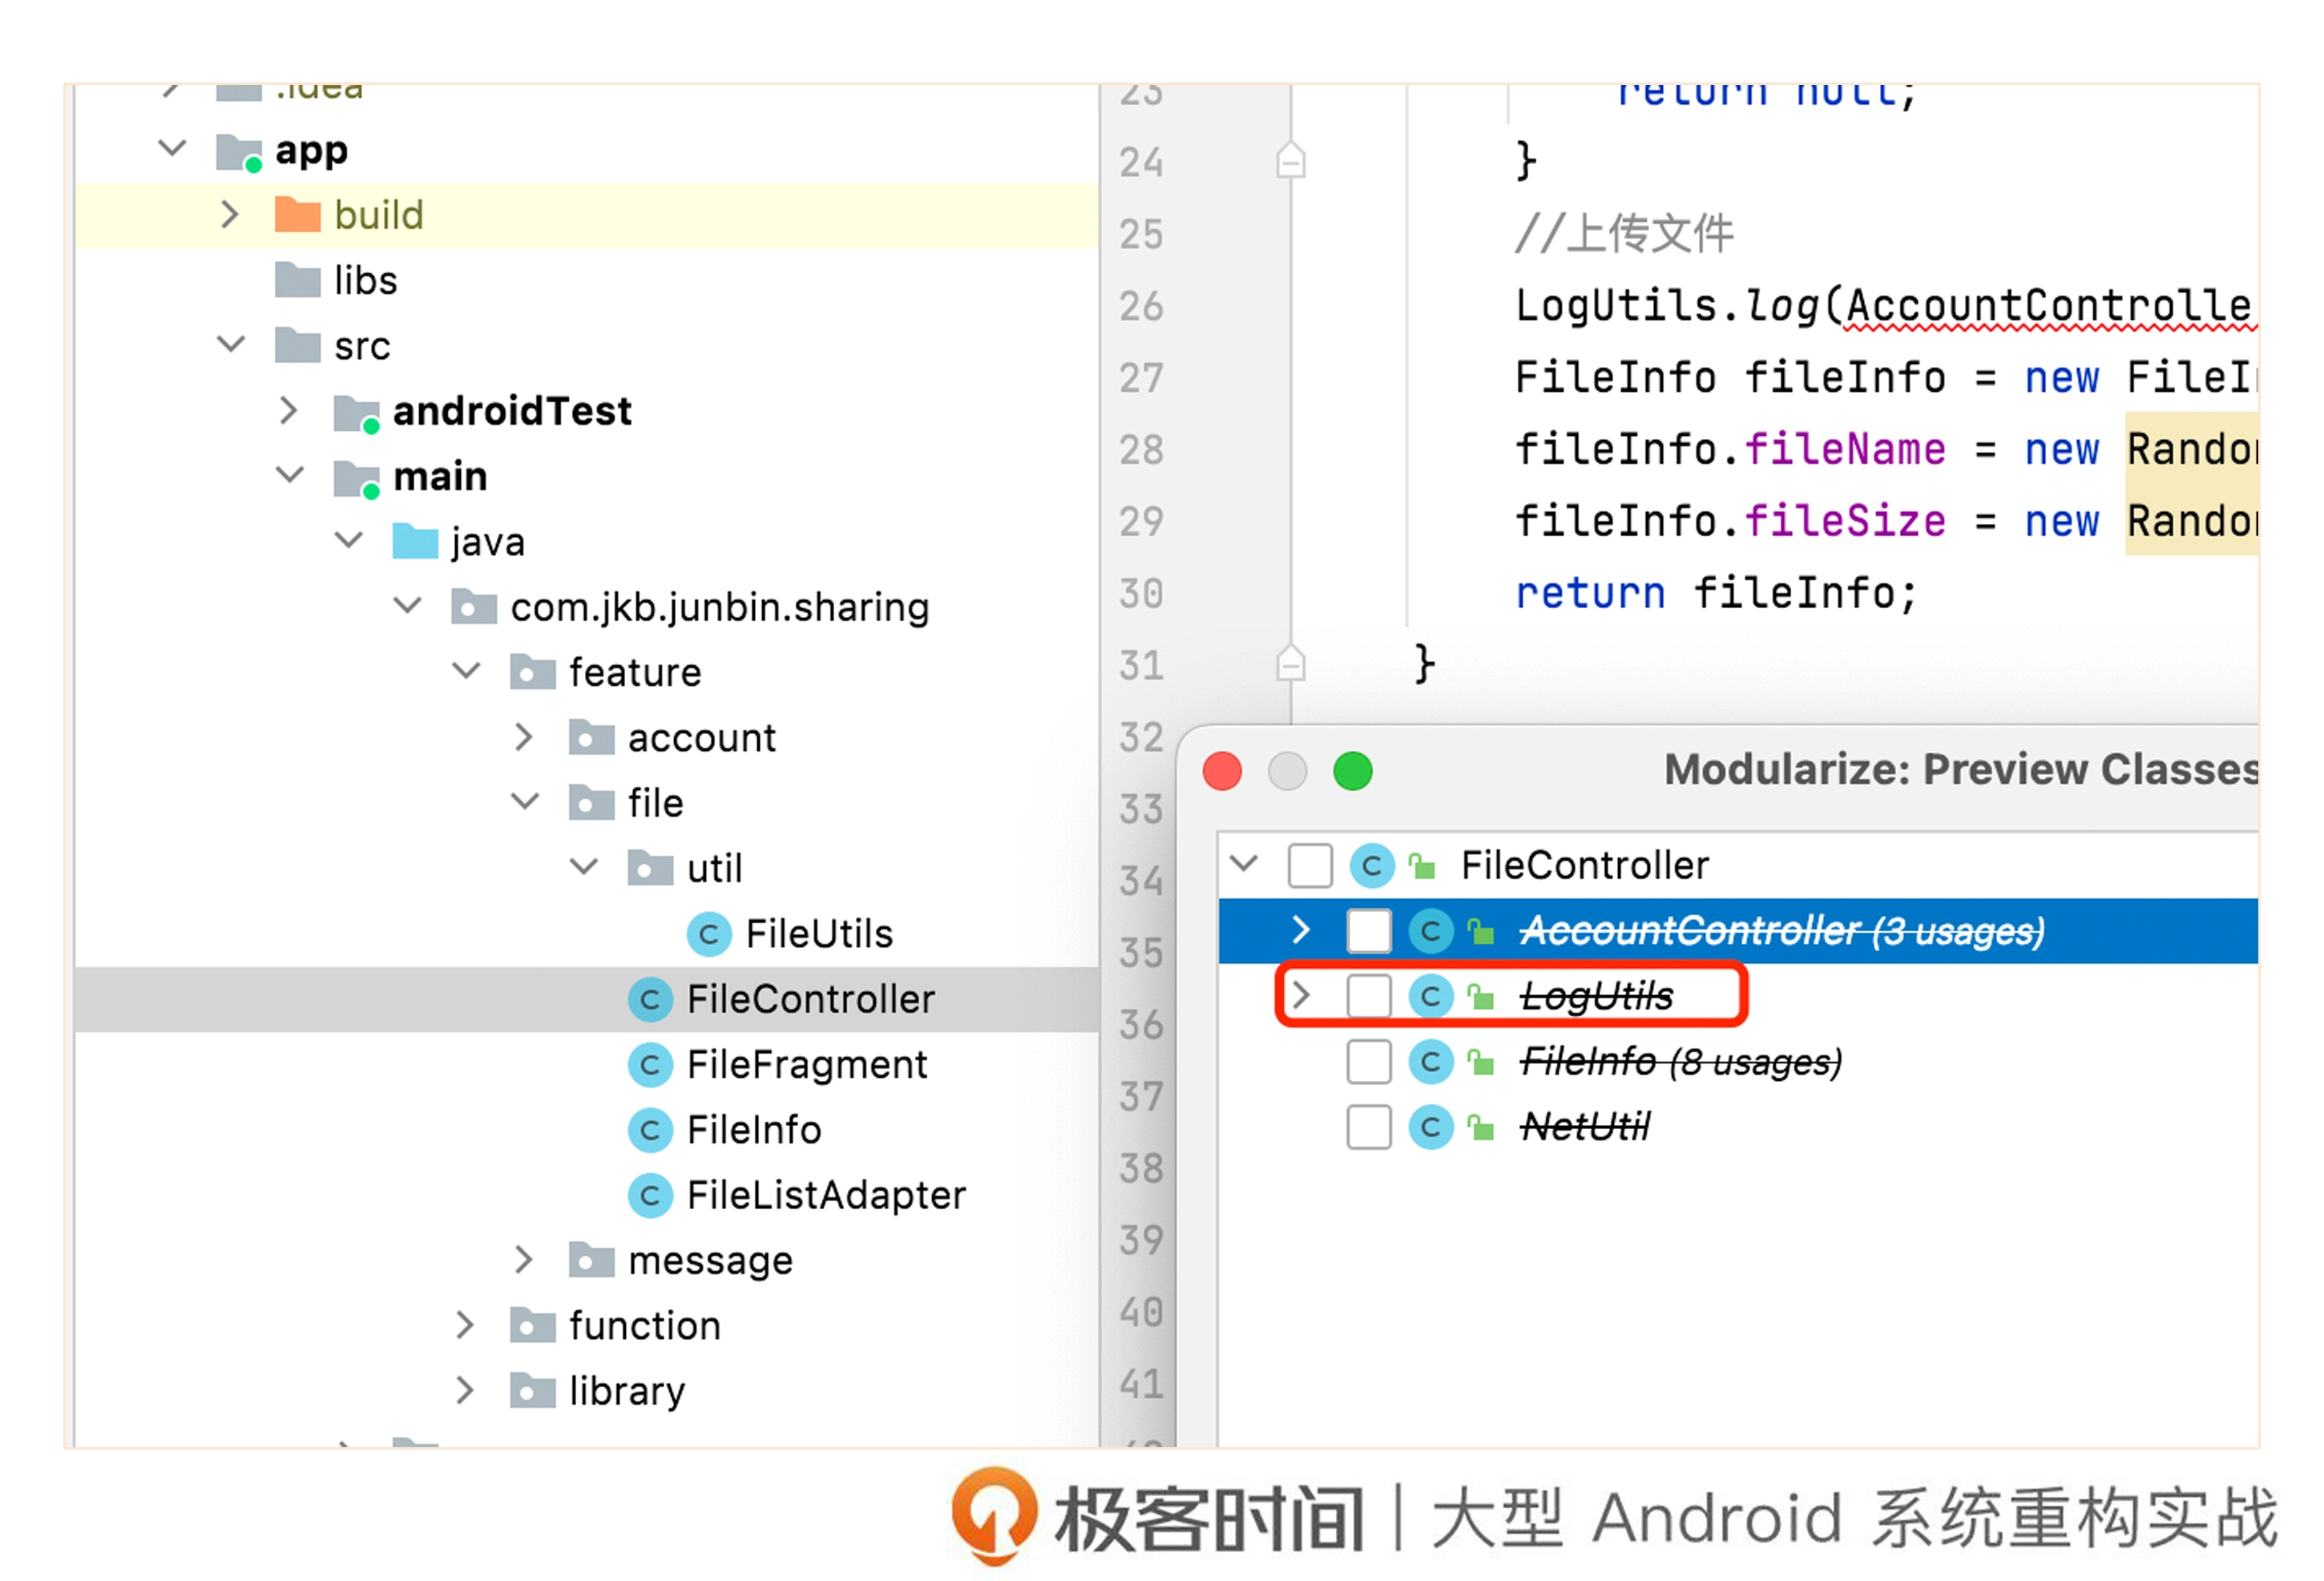 .idea
app
build
libs
src
androidTest
main
java
com.jkb.junbin.sharing
feature
account
file
util
FileUtils
FileController
FileFragment
FileInfo
FileListAdapter
message
function
library
23 return null;
24 }
25 //上传文件
26 LogUtils.log(AccountControlle
27 FileInfo fileInfo = new FileI
28 fileInfo.fileName = new Rando
29 fileInfo.fileSize = new Rando
30 return fileInfo;
31 }
32
33
34
35
36
37
38
39
40
41
Modularize: Preview Classes
FileController
AccountController (3 usages)
LogUtils
FileInfo (8 usages)
NetUtil
极客时间 | 大型 Android 系统重构实战